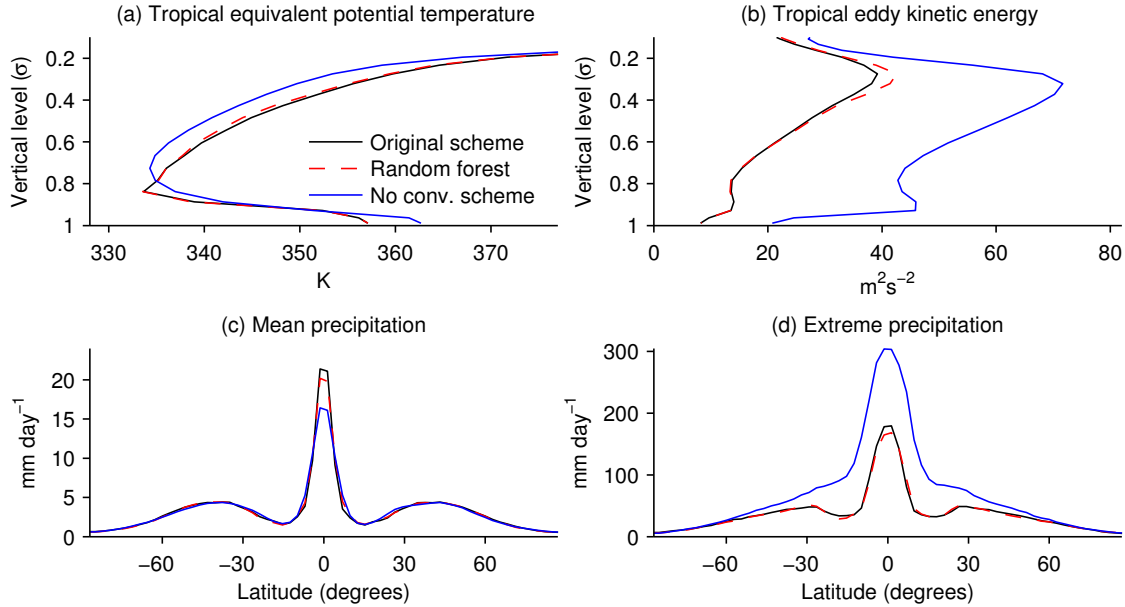 (a) Tropical equivalent potential temperature
Vertical level (σ)
0.2
0.4
0.6
0.8
1
330
340
350
360
370
K
Original scheme
Random forest
No conv. scheme
(b) Tropical eddy kinetic energy
Vertical level (σ)
0.2
0.4
0.6
0.8
1
0
20
40
60
80
m²s⁻²
(c) Mean precipitation
mm day⁻¹
20
15
10
5
0
−60
−30
0
30
60
Latitude (degrees)
(d) Extreme precipitation
mm day⁻¹
300
200
100
0
−60
−30
0
30
60
Latitude (degrees)